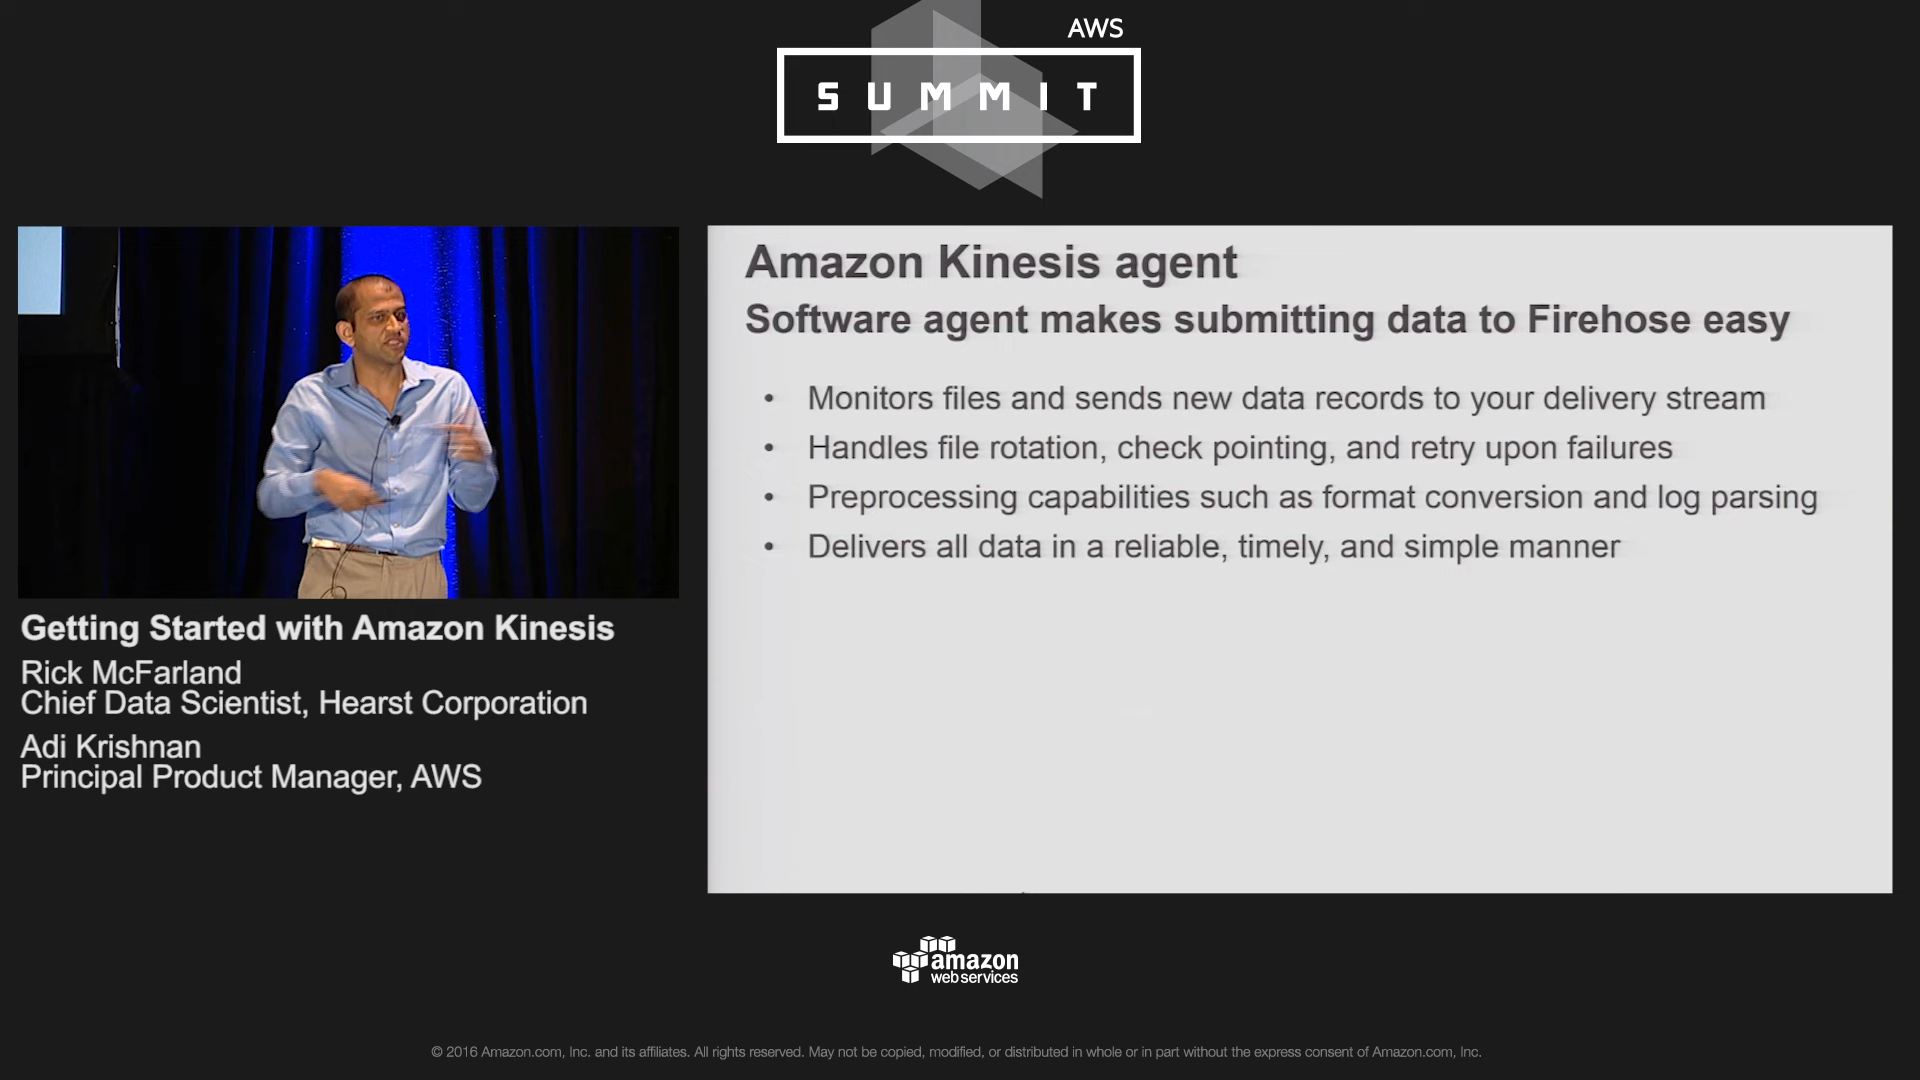 AWS
SUMMIT
Amazon Kinesis agent
Software agent makes submitting data to Firehose easy
• Monitors files and sends new data records to your delivery stream
• Handles file rotation, check pointing, and retry upon failures
• Preprocessing capabilities such as format conversion and log parsing
• Delivers all data in a reliable, timely, and simple manner
Getting Started with Amazon Kinesis
Rick McFarland
Chief Data Scientist, Hearst Corporation
Adi Krishnan
Principal Product Manager, AWS
amazon
web services
© 2016 Amazon.com, Inc. and its affiliates. All rights reserved. May not be copied, modified, or distributed in whole or in part without the express consent of Amazon.com, Inc.